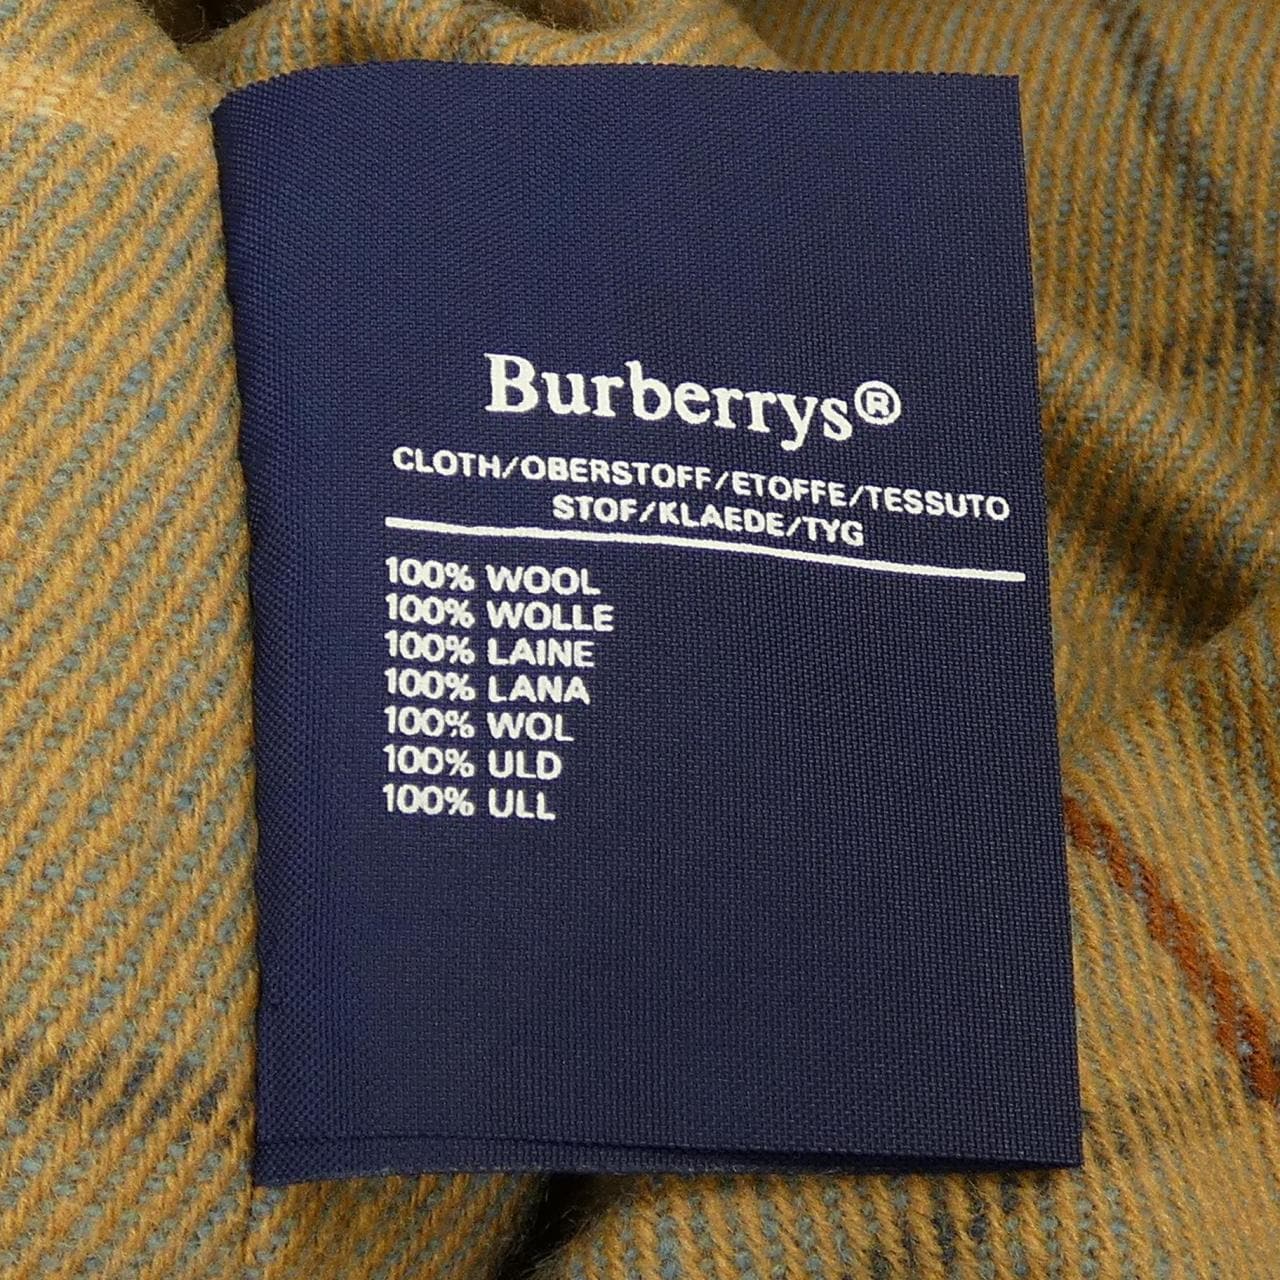 Burberrys®
CLOTH/OBERSTOFF/ETOFFE/TESSUTO
STOF/KLAEDE/TYG
100% WOOL
100% WOLLE
100% LAINE
100% LANA
100% WOL
100% ULD
100% ULL